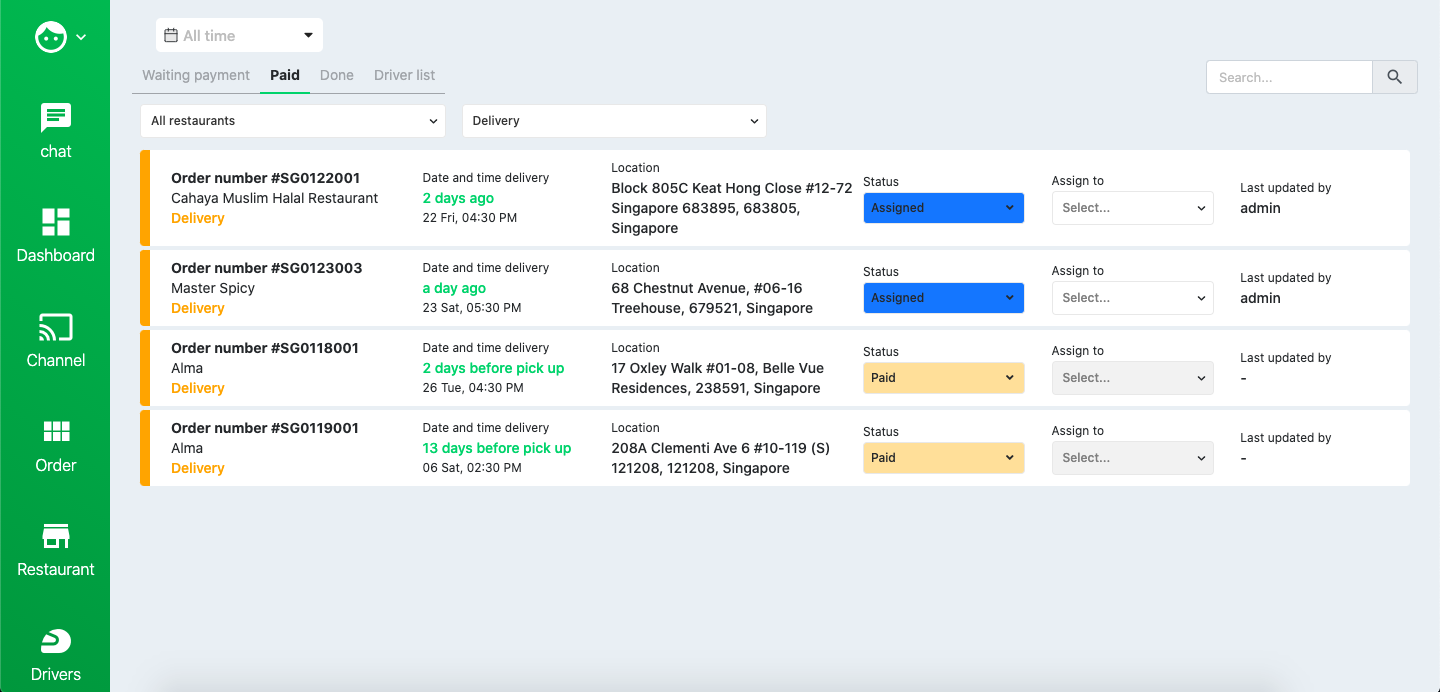 chat
Dashboard
Channel
Order
Restaurant
Drivers
All time
Waiting payment Paid Done Driver list
Search...
All restaurants
Delivery
Order number #SG0122001
Cahaya Muslim Halal Restaurant
Delivery
Date and time delivery
2 days ago
22 Fri, 04:30 PM
Location
Block 805C Keat Hong Close #12-72
Singapore 683895, 683805,
Singapore
Status
Assigned
Assign to
Select...
Last updated by
admin
Order number #SG0123003
Master Spicy
Delivery
Date and time delivery
a day ago
23 Sat, 05:30 PM
Location
68 Chestnut Avenue, #06-16
Treehouse, 679521, Singapore
Status
Assigned
Assign to
Select...
Last updated by
admin
Order number #SG0118001
Alma
Delivery
Date and time delivery
2 days before pick up
26 Tue, 04:30 PM
Location
17 Oxley Walk #01-08, Belle Vue
Residences, 238591, Singapore
Status
Paid
Assign to
Select...
Last updated by
-
Order number #SG0119001
Alma
Delivery
Date and time delivery
13 days before pick up
06 Sat, 02:30 PM
Location
208A Clementi Ave 6 #10-119 (S)
121208, 121208, Singapore
Status
Paid
Assign to
Select...
Last updated by
-